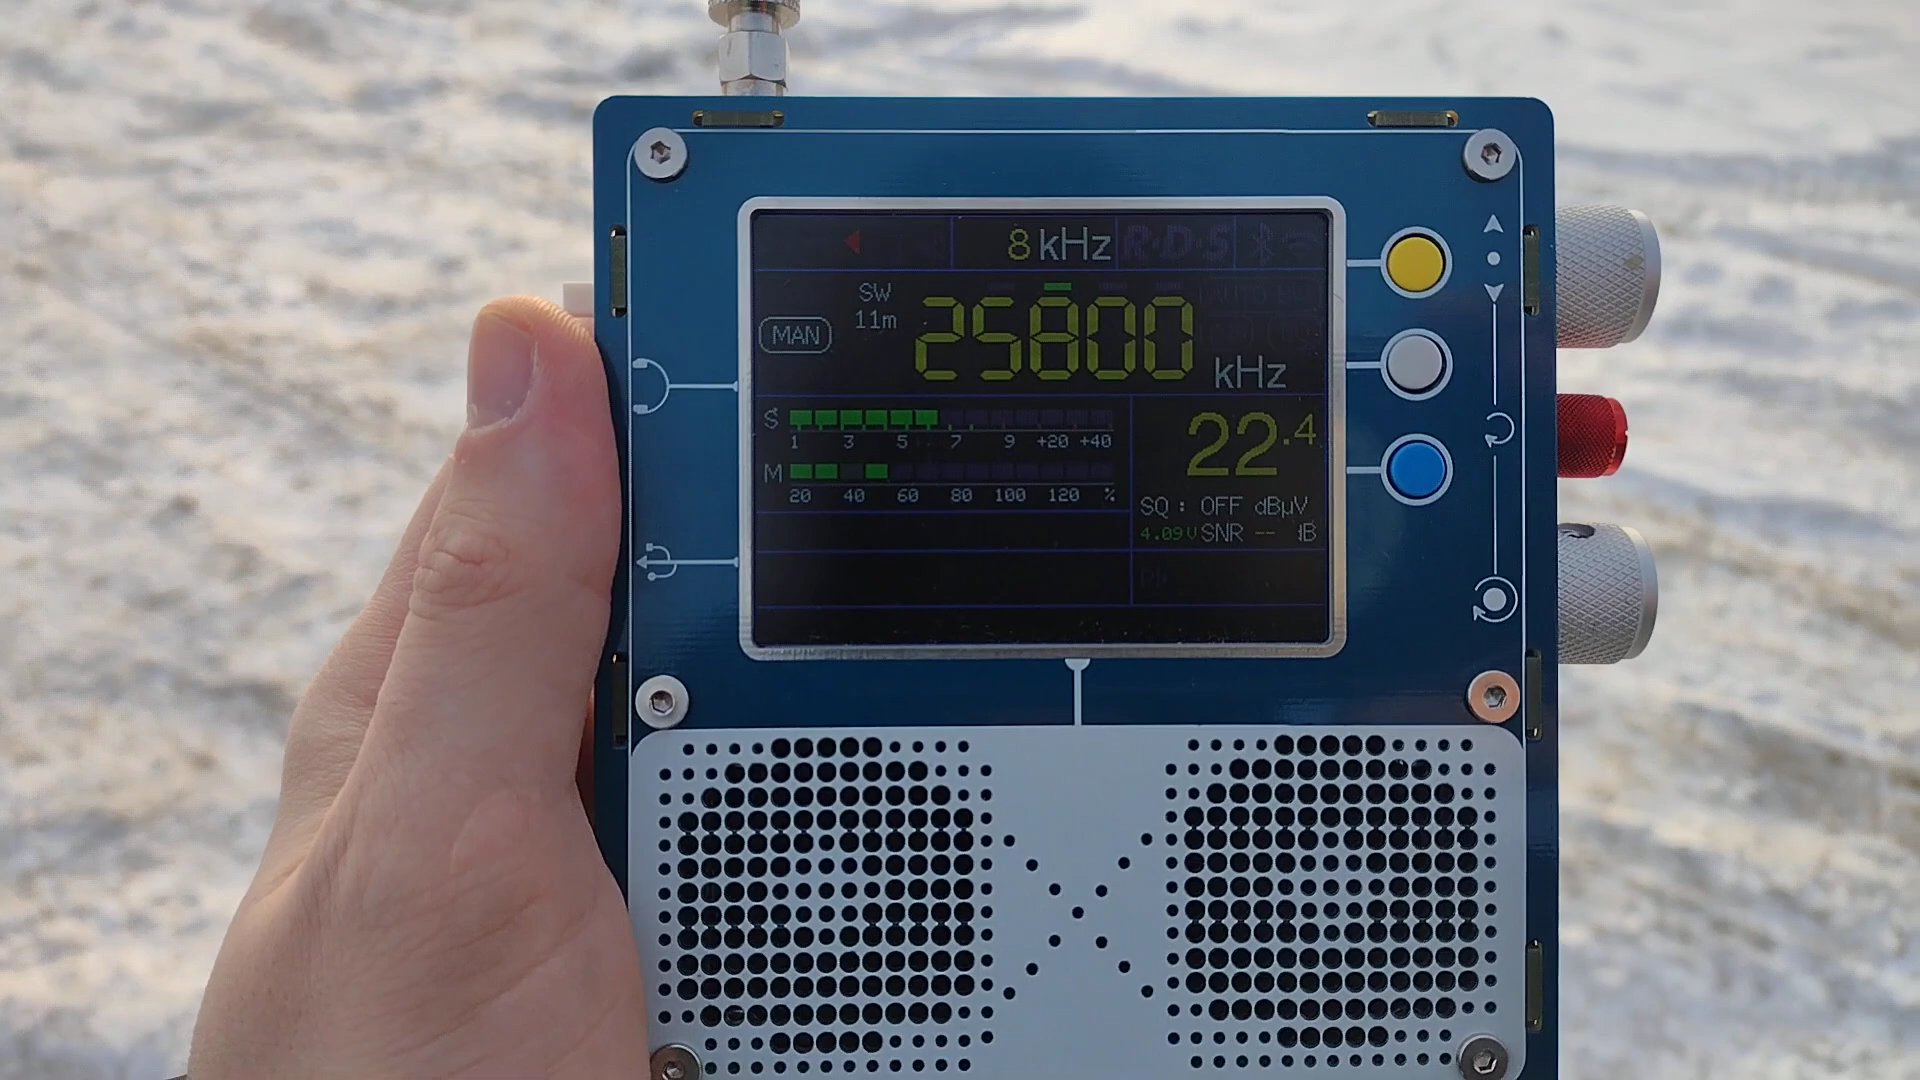 8 kHz R·D·S
SW
11m
MAN
25800 kHz
S
1 3 5 7 9 +20 +40
M
20 40 60 80 100 120 %
22.4
SQ : OFF dBµV
4.09V SNR -- dB